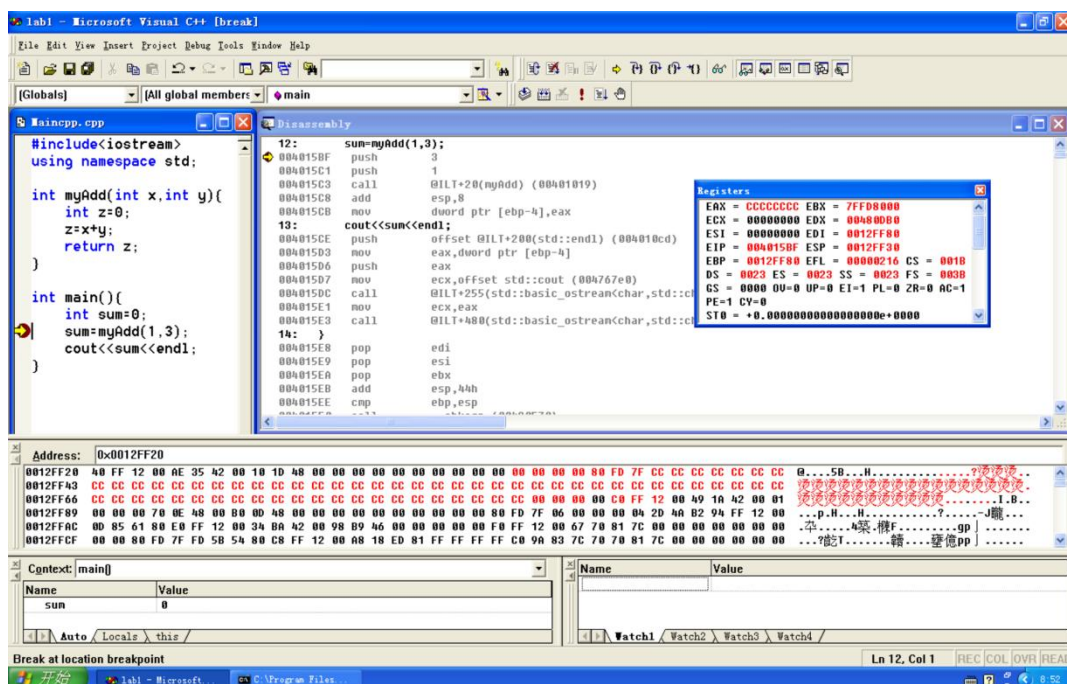 lab1 - Microsoft Visual C++ [break]
File Edit View Insert Project Debug Tools Window Help
(Globals) [All global members main
Maincpp.cpp
#include<iostream>
using namespace std;
int myAdd(int x,int y){
int z=0;
z=x+y;
return z;
}
int main(){
int sum=0;
sum=myAdd(1,3);
cout<<sum<<endl;
}
Disassembly
12: sum=myAdd(1,3);
004015BF push 3
004015C1 push 1
004015C3 call @ILT+20(myAdd) (00401019)
004015C8 add esp,8
004015CB mov dword ptr [ebp-4],eax
13: cout<<sum<<endl;
004015CE push offset @ILT+200(std::endl) (004010cd)
004015D3 mov eax,dword ptr [ebp-4]
004015D6 push eax
004015D7 mov ecx,offset std::cout (004767e0)
004015DC call @ILT+255(std::basic_ostream<char,std::ch
004015E1 mov ecx,eax
004015E3 call @ILT+480(std::basic_ostream<char,std::ch
14: }
004015E8 pop edi
004015E9 pop esi
004015EA pop ebx
004015EB add esp,44h
004015EE cmp ebp,esp
Registers
EAX = CCCCCCCC EBX = 7FFD8000
ECX = 00000000 EDX = 00480DB0
ESI = 00000000 EDI = 0012FF80
EIP = 004015BF ESP = 0012FF30
EBP = 0012FF80 EFL = 00000216 CS = 001B
DS = 0023 ES = 0023 SS = 0023 FS = 003B
GS = 0000 OV=0 UP=0 EI=1 PL=0 ZR=0 AC=1
PE=1 CY=0
ST0 = +0.00000000000000000e+0000
Address: 0x0012FF20
0012FF20 40 FF 12 00 AE 35 42 00 10 1D 48 00 00 00 00 00 00 00 00 00 00 00 00 00 80 FD 7F CC CC CC CC CC CC CC @....5B...H
0012FF43 CC CC CC CC CC CC CC CC CC CC CC CC CC CC CC CC CC CC CC CC CC CC CC CC CC CC CC CC CC CC CC CC CC CC CC
0012FF66 CC CC CC CC CC CC CC CC CC CC CC CC CC CC CC CC CC CC CC CC CC CC 00 00 00 00 C0 FF 12 00 49 1A 42 00 01
0012FF89 00 00 00 70 0E 48 00 B0 0D 48 00 00 00 00 00 00 00 00 00 00 80 FD 7F 06 00 00 00 04 2D 4A B2 94 FF 12 00
0012FFAC 0D 85 61 80 E0 FF 12 00 34 BA 42 00 98 B9 46 00 00 00 00 00 F0 FF 12 00 67 70 81 7C 00 00 00 00 00 00 00
0012FFCF 00 00 80 FD 7F FD 5B 54 80 C8 FF 12 00 A8 18 ED 81 FF FF FF FF C0 9A 83 7C 70 70 81 7C 00 00 00 00 00 00
Context: main()
Name Value
sum 0
Auto Locals this
Name Value
Watch1 Watch2 Watch3 Watch4
Break at location breakpoint
Ln 12, Col 1 REC COL OVR READ
开始 lab1 - Microsoft... C:\Program Files... 8:52